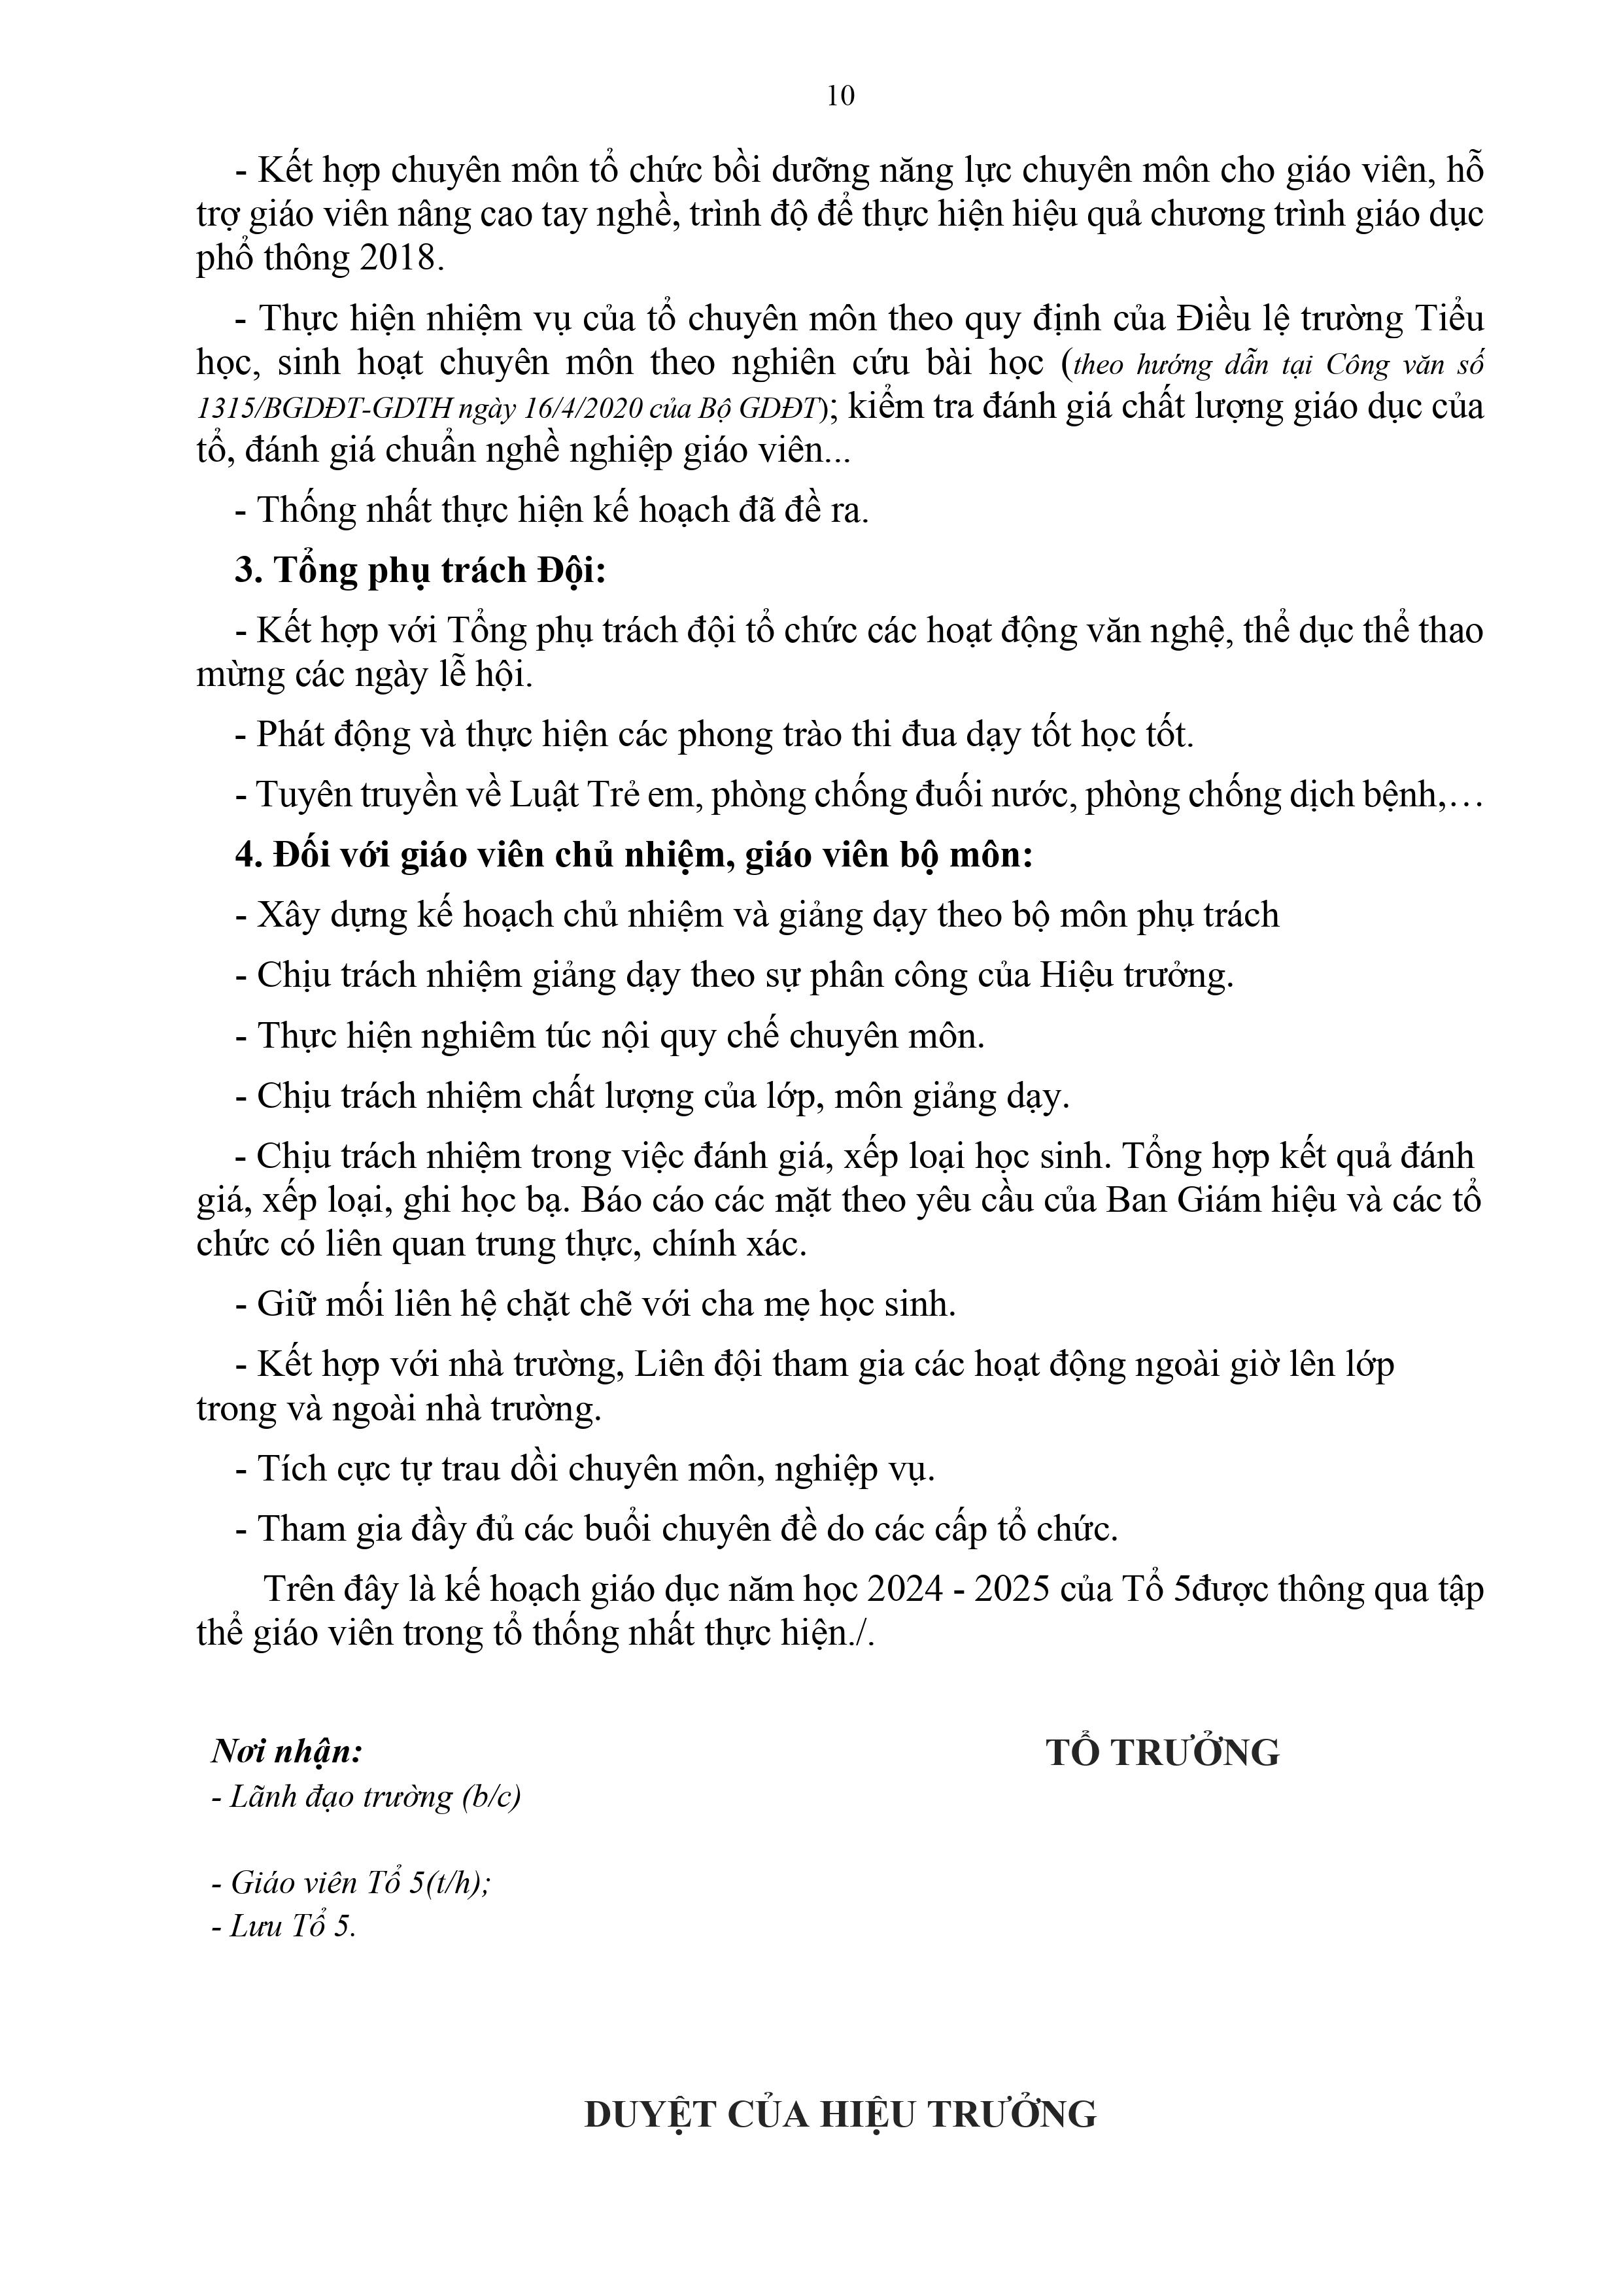 10
- Kết hợp chuyên môn tổ chức bồi dưỡng năng lực chuyên môn cho giáo viên, hỗ
trợ giáo viên nâng cao tay nghề, trình độ để thực hiện hiệu quả chương trình giáo dục
phổ thông 2018.
- Thực hiện nhiệm vụ của tổ chuyên môn theo quy định của Điều lệ trường Tiểu
học, sinh hoạt chuyên môn theo nghiên cứu bài học (theo hướng dẫn tại Công văn số
1315/BGDĐT-GDTH ngày 16/4/2020 của Bộ GDĐT); kiểm tra đánh giá chất lượng giáo dục của
tổ, đánh giá chuẩn nghề nghiệp giáo viên...
- Thống nhất thực hiện kế hoạch đã đề ra.
3. Tổng phụ trách Đội:
- Kết hợp với Tổng phụ trách đội tổ chức các hoạt động văn nghệ, thể dục thể thao
mừng các ngày lễ hội.
- Phát động và thực hiện các phong trào thi đua dạy tốt học tốt.
- Tuyên truyền về Luật Trẻ em, phòng chống đuối nước, phòng chống dịch bệnh,…
4. Đối với giáo viên chủ nhiệm, giáo viên bộ môn:
- Xây dựng kế hoạch chủ nhiệm và giảng dạy theo bộ môn phụ trách
- Chịu trách nhiệm giảng dạy theo sự phân công của Hiệu trưởng.
- Thực hiện nghiêm túc nội quy chế chuyên môn.
- Chịu trách nhiệm chất lượng của lớp, môn giảng dạy.
- Chịu trách nhiệm trong việc đánh giá, xếp loại học sinh. Tổng hợp kết quả đánh
giá, xếp loại, ghi học bạ. Báo cáo các mặt theo yêu cầu của Ban Giám hiệu và các tổ
chức có liên quan trung thực, chính xác.
- Giữ mối liên hệ chặt chẽ với cha mẹ học sinh.
- Kết hợp với nhà trường, Liên đội tham gia các hoạt động ngoài giờ lên lớp
trong và ngoài nhà trường.
- Tích cực tự trau dồi chuyên môn, nghiệp vụ.
- Tham gia đầy đủ các buổi chuyên đề do các cấp tổ chức.
Trên đây là kế hoạch giáo dục năm học 2024 - 2025 của Tổ 5được thông qua tập
thể giáo viên trong tổ thống nhất thực hiện./.
Nơi nhận:
- Lãnh đạo trường (b/c)
- Giáo viên Tổ 5(t/h);
- Lưu Tổ 5.
TỔ TRƯỞNG
DUYỆT CỦA HIỆU TRƯỞNG